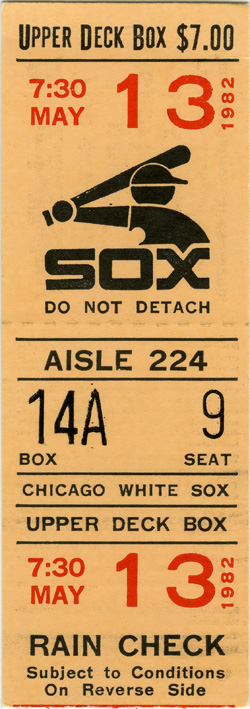 UPPER DECK BOX $7.00
7:30 MAY 13 1982
SOX
DO NOT DETACH
AISLE 224
14A 9
BOX SEAT
CHICAGO WHITE SOX
UPPER DECK BOX
7:30 MAY 13 1982
RAIN CHECK
Subject to Conditions
On Reverse Side